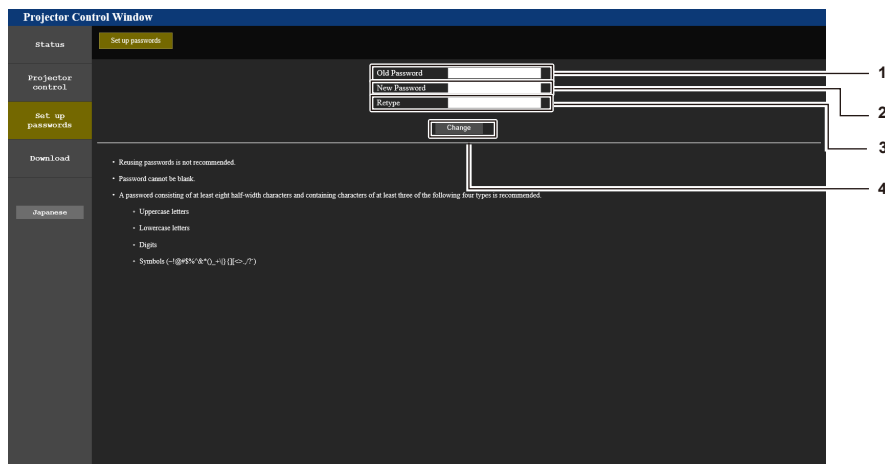 Projector Control Window
Status
Set up passwords
Projector
control
Set up
passwords
Download
Japanese
Old Password
New Password
Retype
Change
1
2
3
4
• Reusing passwords is not recommended.
• Password cannot be blank.
• A password consisting of at least eight half-width characters and containing characters of at least three of the following four types is recommended.
• Uppercase letters
• Lowercase letters
• Digits
• Symbols